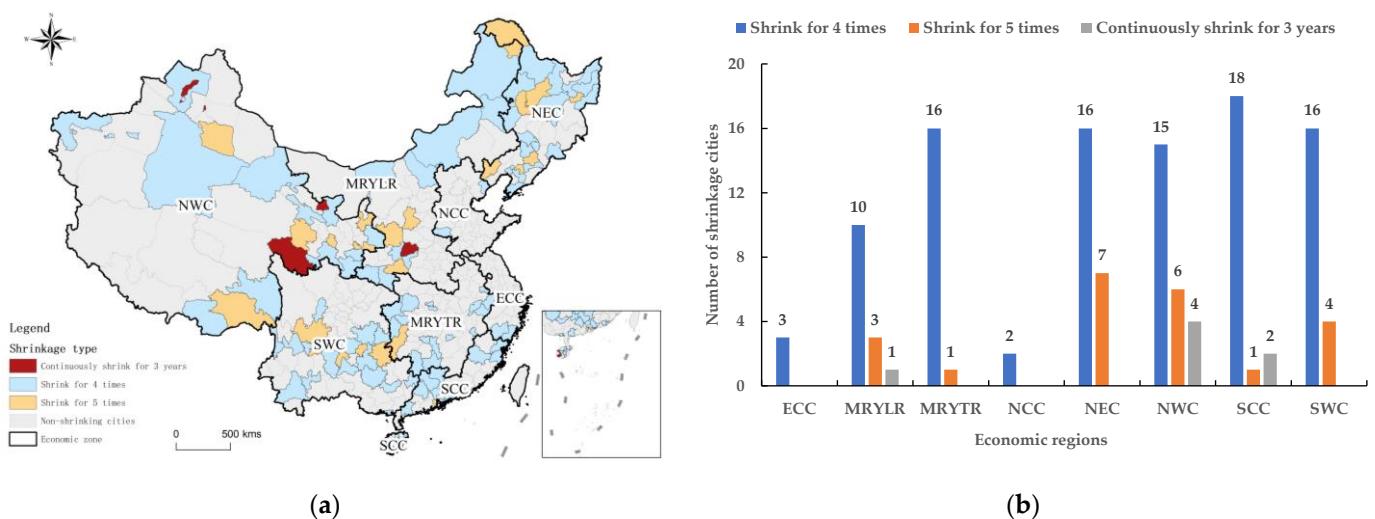 N
W
E
S
NEC
MRYLR
NCC
NWC
ECC
MRYTR
SWC
SCC
SCC
Legend
Shrinkage type
Continuously shrink for 3 years
Shrink for 4 times
Shrink for 5 times
Non-shrinking cities
Economic zone
0 500 kms
(a)
Shrink for 4 times Shrink for 5 times Continuously shrink for 3 years
Number of shrinkage cities
20
16
12
8
4
0
3
10
3
1
16
1
2
16
7
15
6
4
18
1
2
16
4
ECC MRYLR MRYTR NCC NEC NWC SCC SWC
Economic regions
(b)